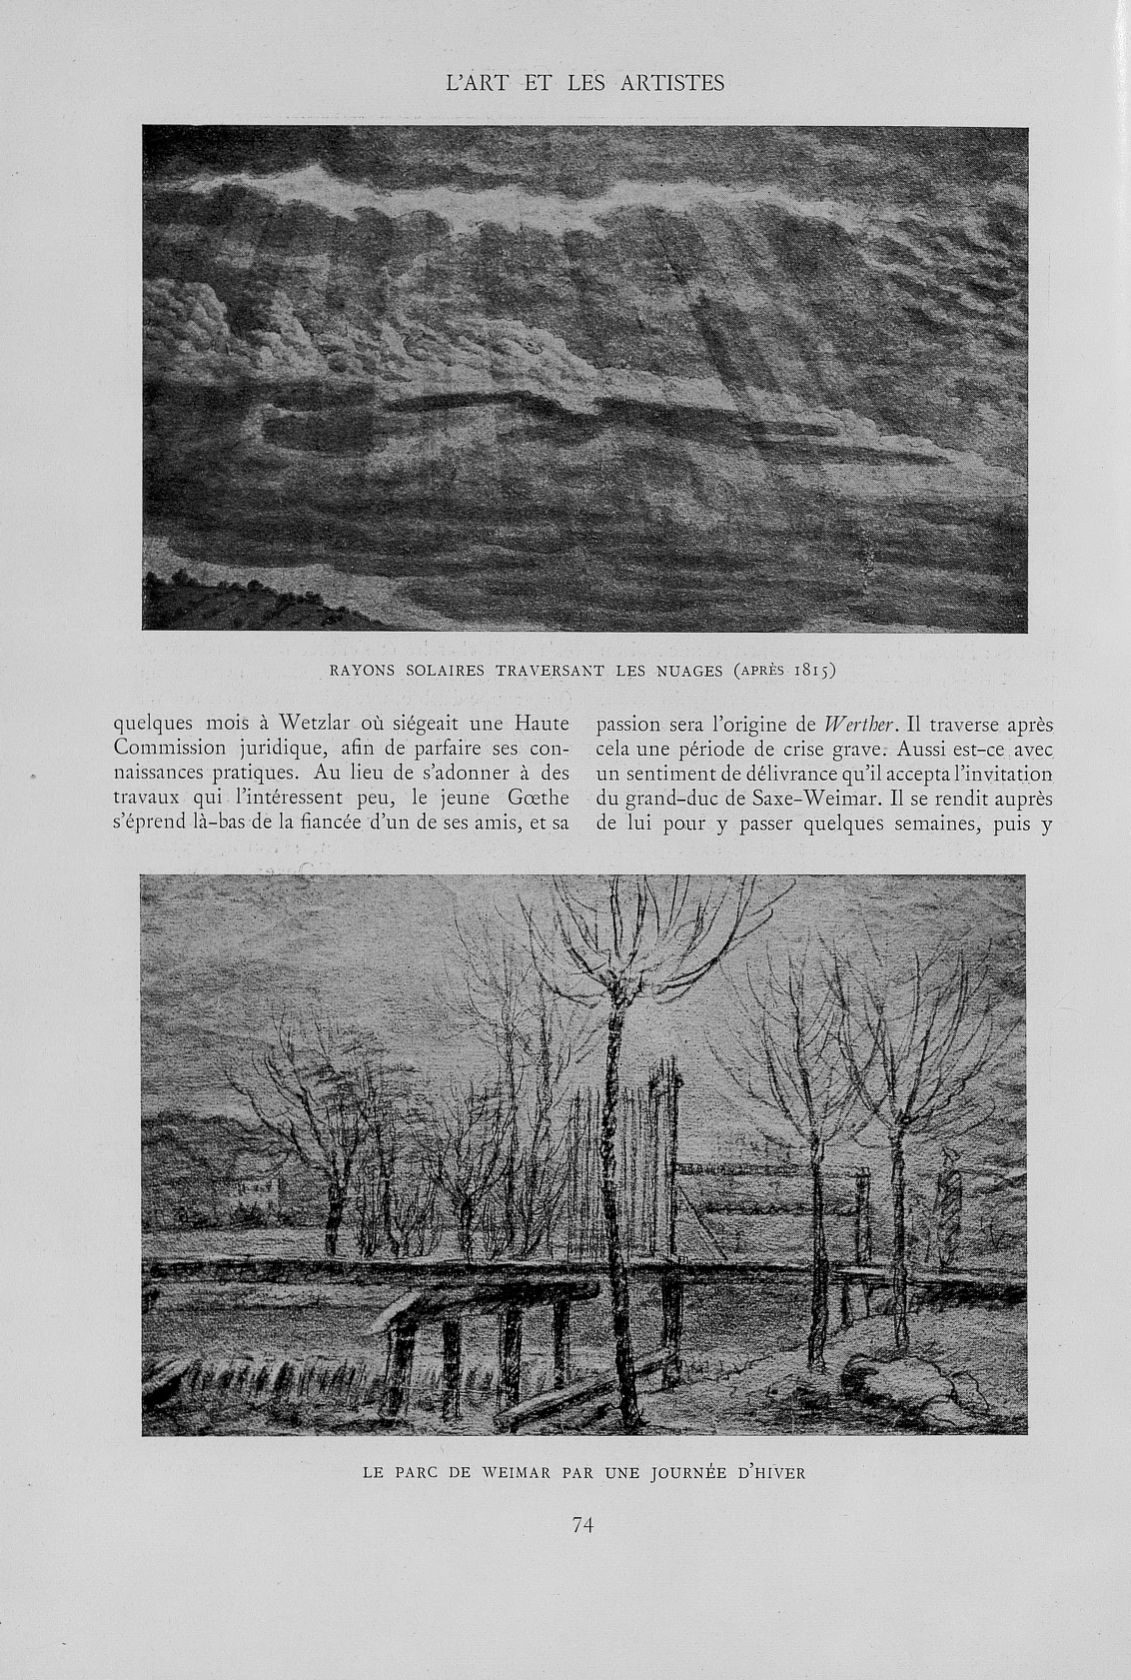 L'ART ET LES ARTISTES
RAYONS SOLAIRES TRAVERSANT LES NUAGES (APRÈS 1815)
quelques mois à Wetzlar où siégeait une Haute
Commission juridique, afin de parfaire ses con-
naissances pratiques. Au lieu de s'adonner à des
travaux qui l'intéressent peu, le jeune Gœthe
s'éprend là-bas de la fiancée d'un de ses amis, et sa
passion sera l'origine de Werther. Il traverse après
cela une période de crise grave. Aussi est-ce avec
un sentiment de délivrance qu'il accepta l'invitation
du grand-duc de Saxe-Weimar. Il se rendit auprès
de lui pour y passer quelques semaines, puis y
LE PARC DE WEIMAR PAR UNE JOURNÉE D'HIVER
74